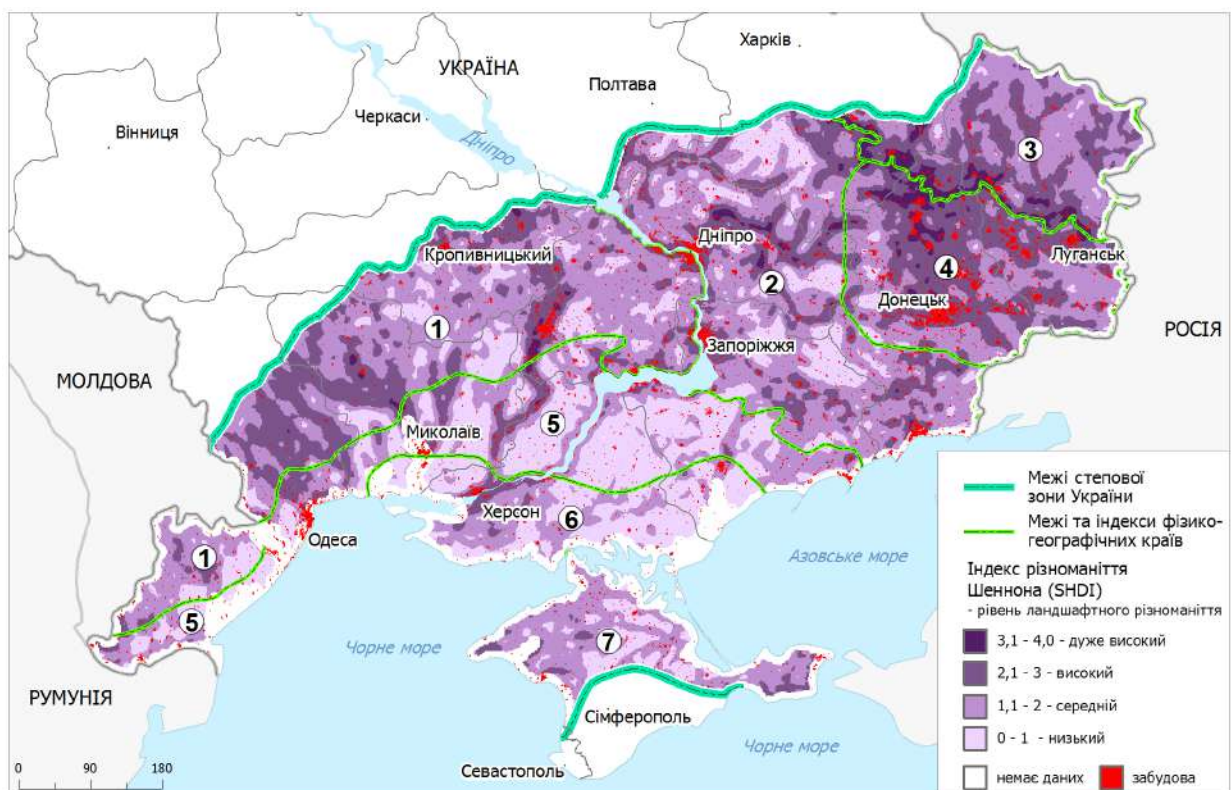 Харків
УКРАЇНА
Полтава
Черкаси
Вінниця
Дніпро
3
Дніпро
Кропивницький
Луганськ
4
2
Донецьк
1
Запоріжжя
РОСІЯ
МОЛДОВА
5
Миколаїв
Херсон
6
Одеса
1
5
Азовське море
7
Чорне море
РУМУНІЯ
Сімферополь
Чорне море
Севастополь
0 90 180
Межі степової
зони України
Межі та індекси фізико-
географічних країв
Індекс різноманіття
Шеннона (SHDI)
- рівень ландшафтного різноманіття
3,1 - 4,0 - дуже високий
2,1 - 3 - високий
1,1 - 2 - середній
0 - 1 - низький
немає даних
забудова